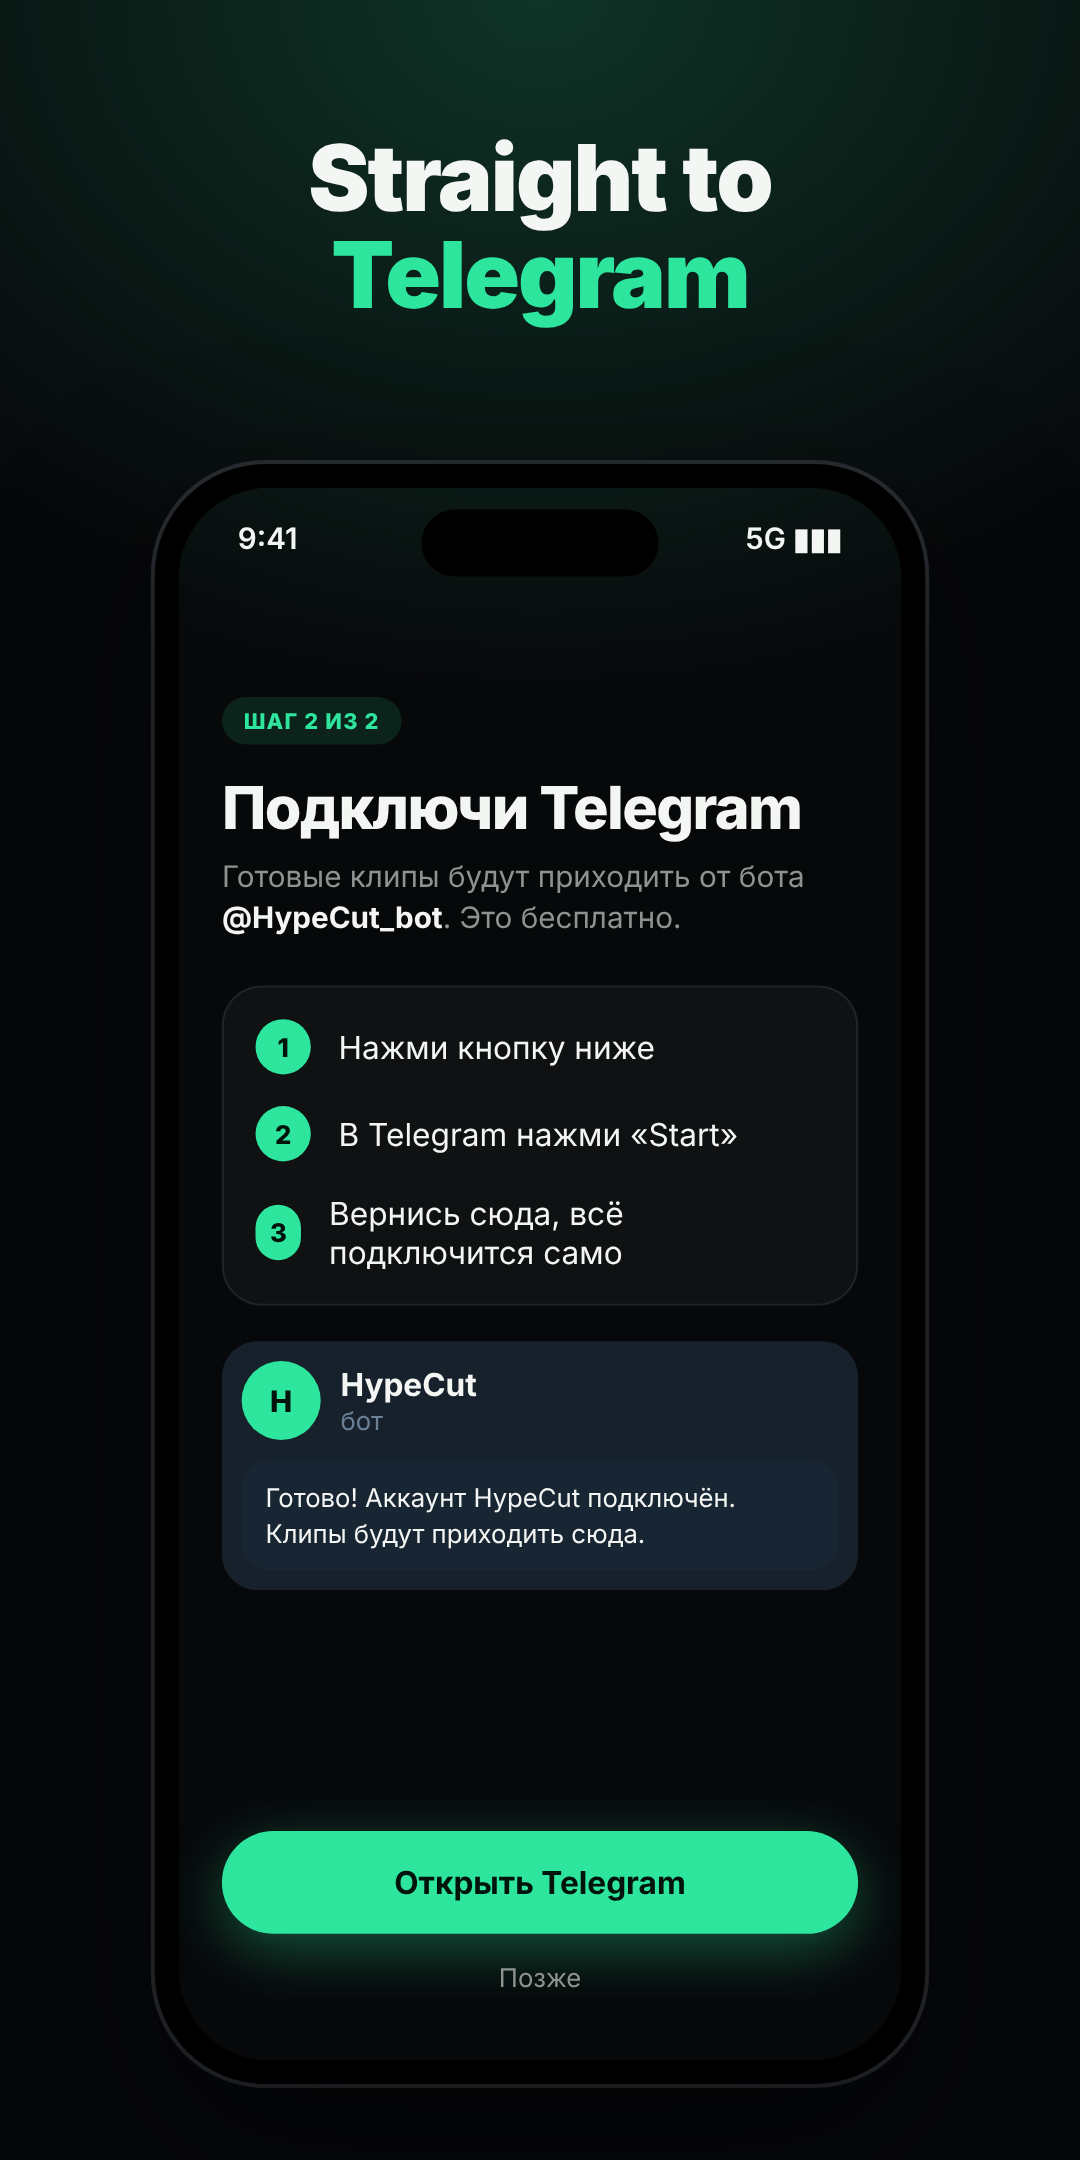 Straight to
Telegram
9:41
5G
ШАГ 2 ИЗ 2
Подключи Telegram
Готовые клипы будут приходить от бота
@HypeCut_bot. Это бесплатно.
1 Нажми кнопку ниже
2 В Telegram нажми «Start»
3 Вернись сюда, всё
подключится само
H
HypeCut
бот
Готово! Аккаунт HypeCut подключён.
Клипы будут приходить сюда.
Открыть Telegram
Позже